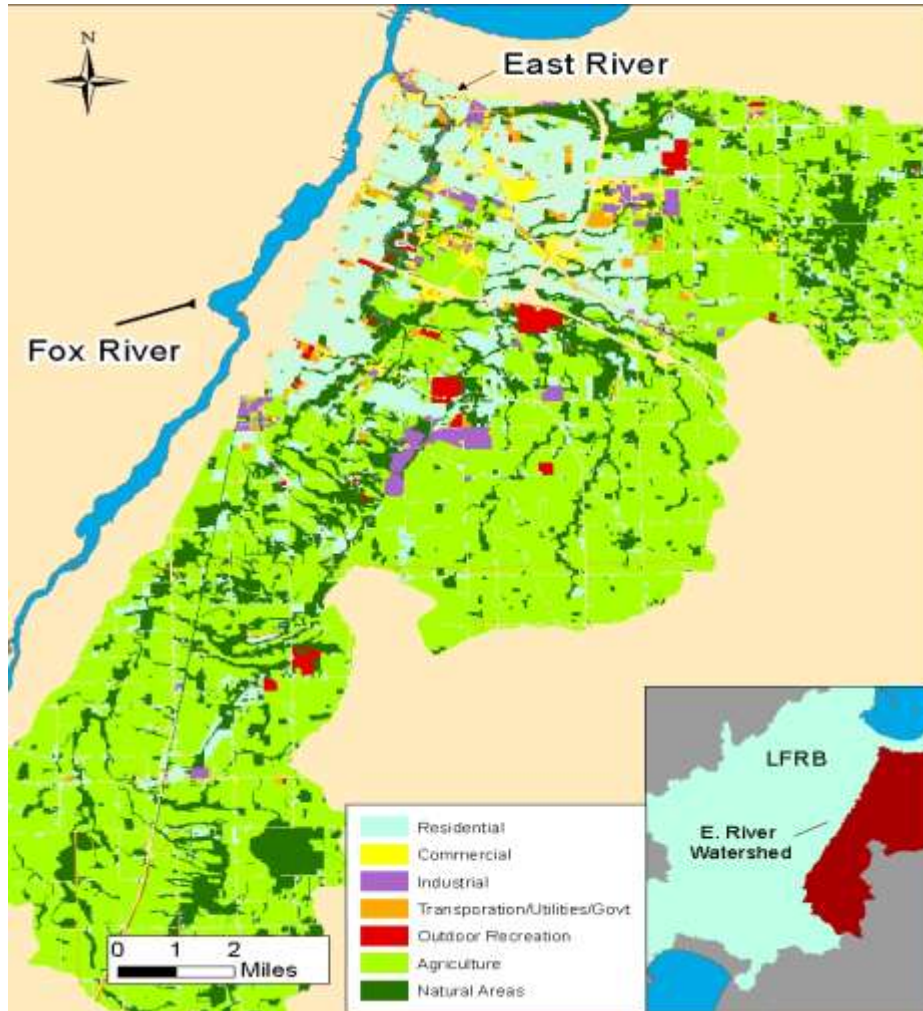 N
East River
Fox River
LFRB
E. River
Watershed
Residential
Commercial
Industrial
Transporation/Utilities/Govt
Outdoor Recreation
Agriculture
Natural Areas
0 1 2
Miles